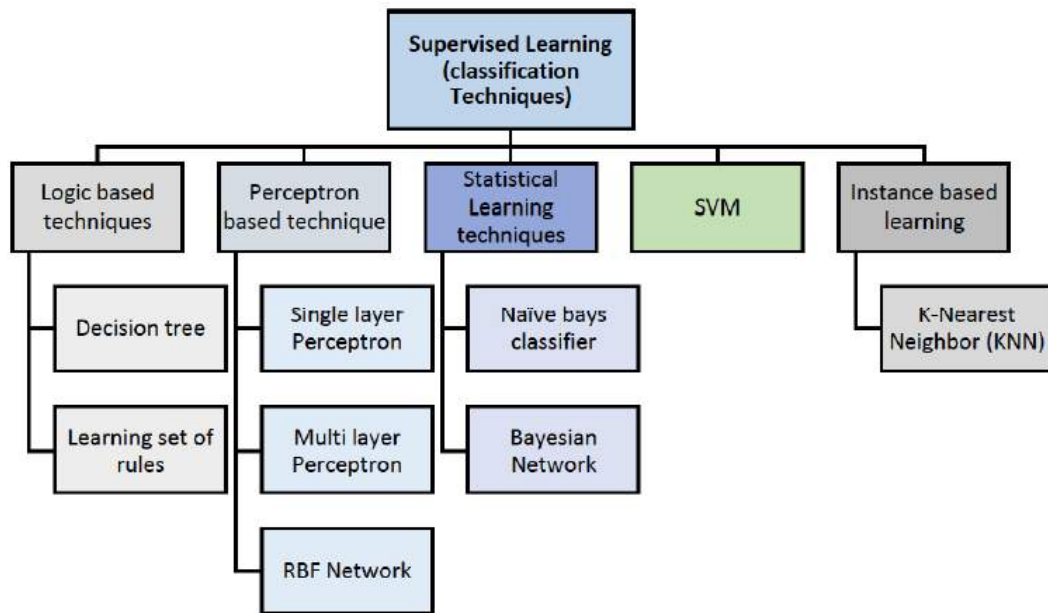 Supervised Learning
(classification
Techniques)
Logic based
techniques
Perceptron
based technique
Statistical
Learning
techniques
SVM
Instance based
learning
Decision tree
Learning set of
rules
Single layer
Perceptron
Multi layer
Perceptron
RBF Network
Naïve bays
classifier
Bayesian
Network
K-Nearest
Neighbor (KNN)